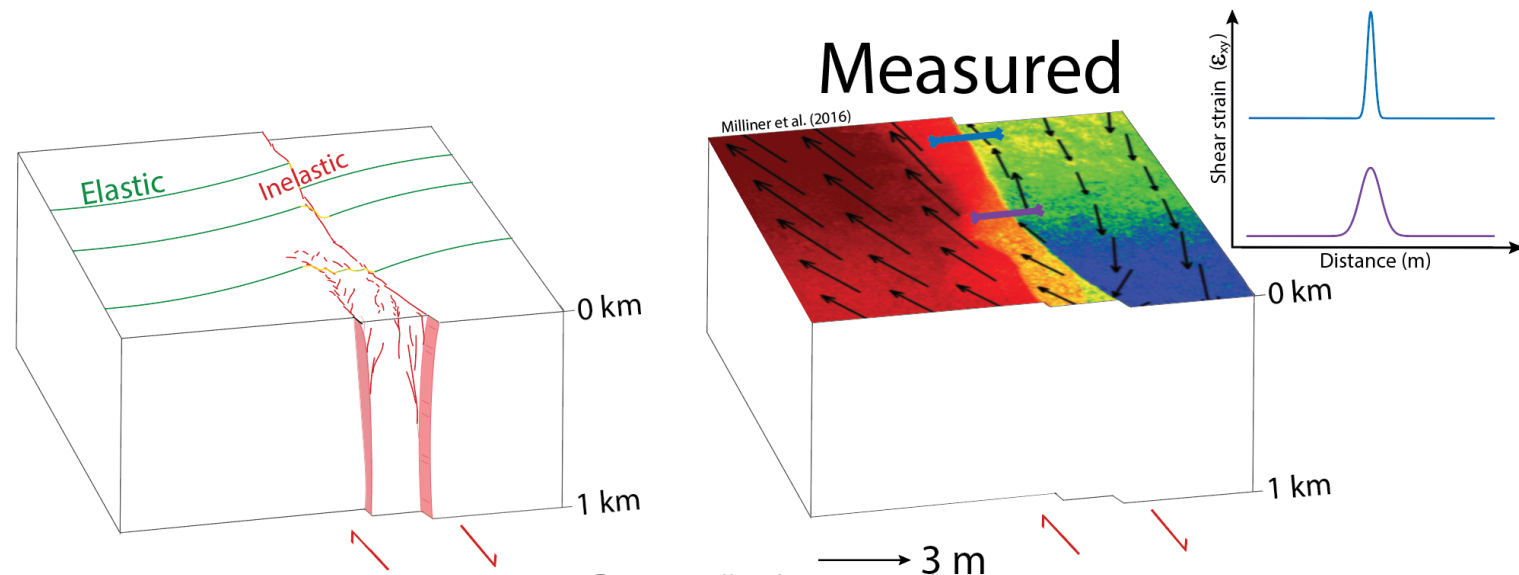 Elastic
Inelastic
0 km
1 km
Measured
Milliner et al. (2016)
0 km
1 km
3 m
Shear strain (εxy)
Distance (m)